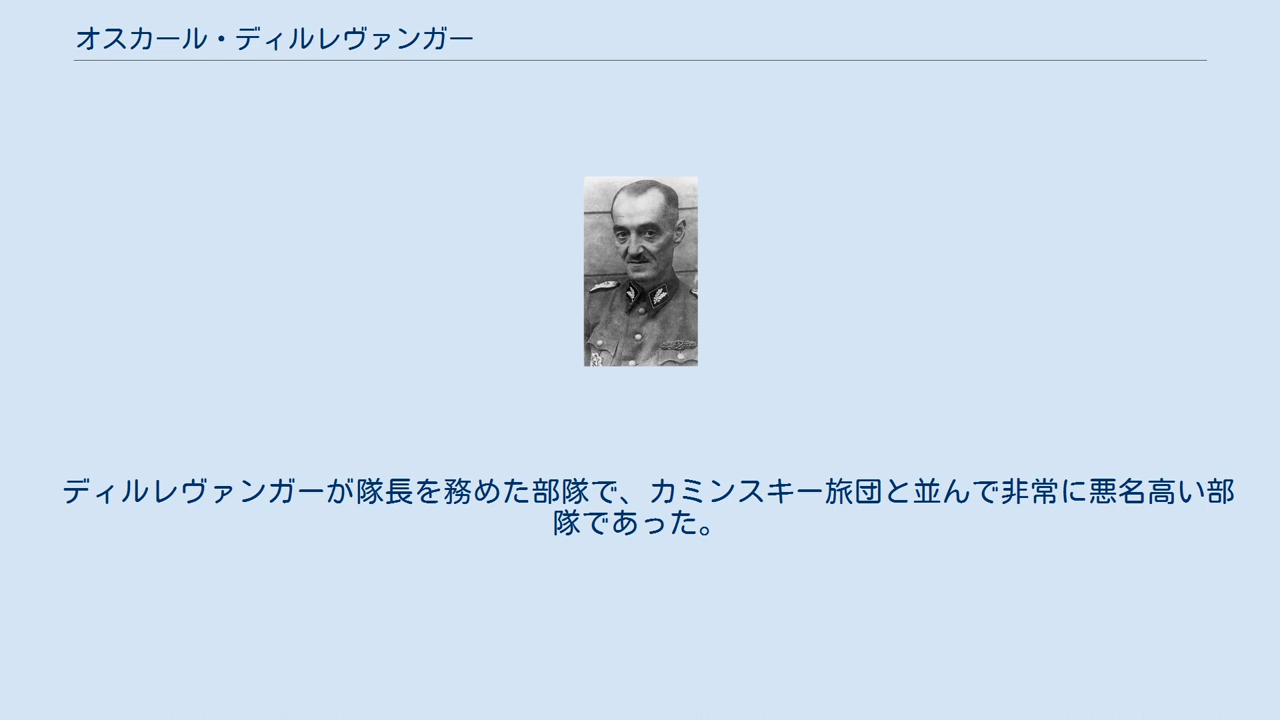 オスカール・ディルレヴァンガー
ディルレヴァンガーが隊長を務めた部隊で、カミンスキー旅団と並んで非常に悪名高い部
隊であった。